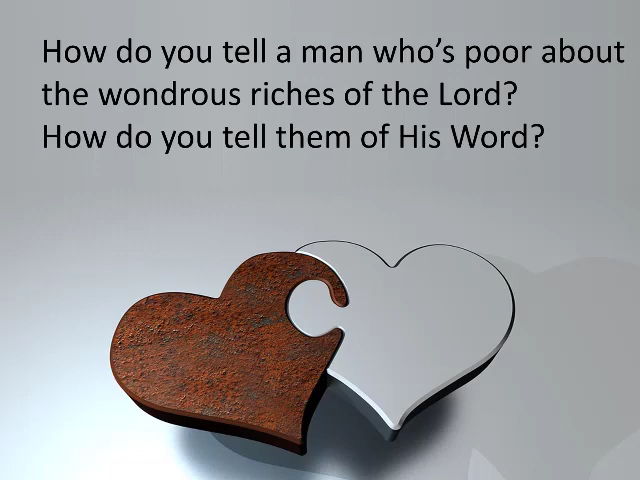 How do you tell a man who's poor about
the wondrous riches of the Lord?
How do you tell them of His Word?